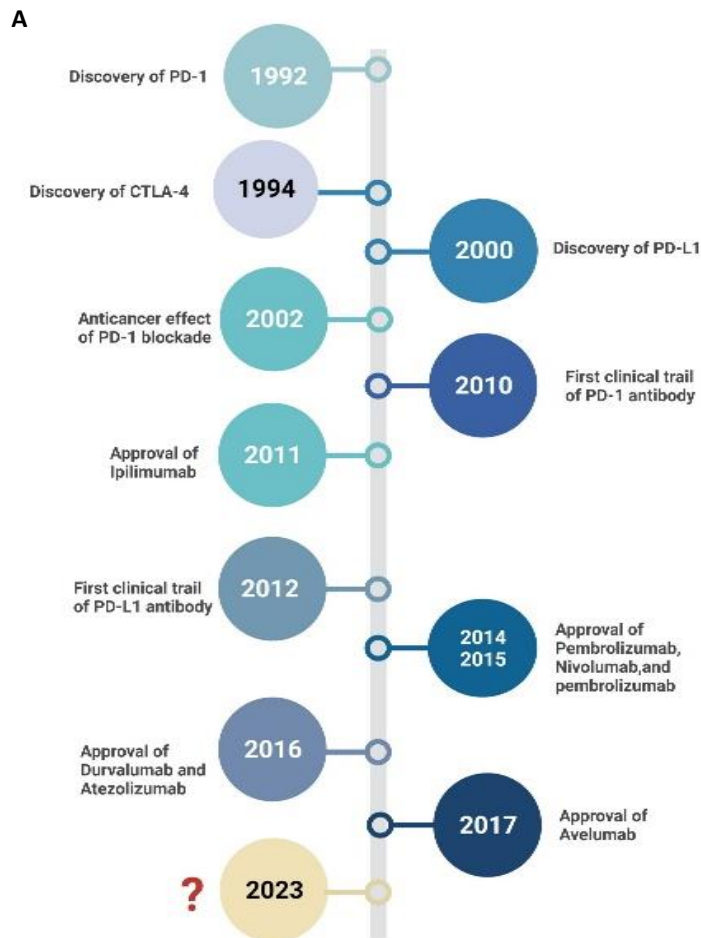 A
Discovery of PD-1
1992
Discovery of CTLA-4
1994
2000
Discovery of PD-L1
Anticancer effect
of PD-1 blockade
2002
2010
First clinical trail
of PD-1 antibody
Approval of
Ipilimumab
2011
First clinical trail
of PD-L1 antibody
2012
2014
2015
Approval of
Pembrolizumab,
Nivolumab,and
pembrolizumab
Approval of
Durvalumab and
Atezolizumab
2016
2017
Approval of
Avelumab
?
2023